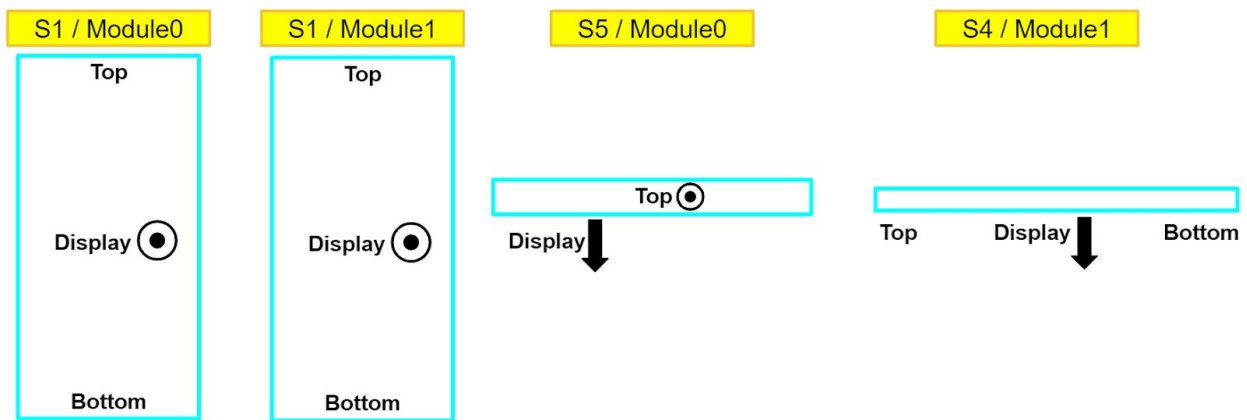 S1 / Module0
S1 / Module1
S5 / Module0
S4 / Module1
Top
Top
Top
Display
Display
Display
Top
Display
Bottom
Bottom
Bottom